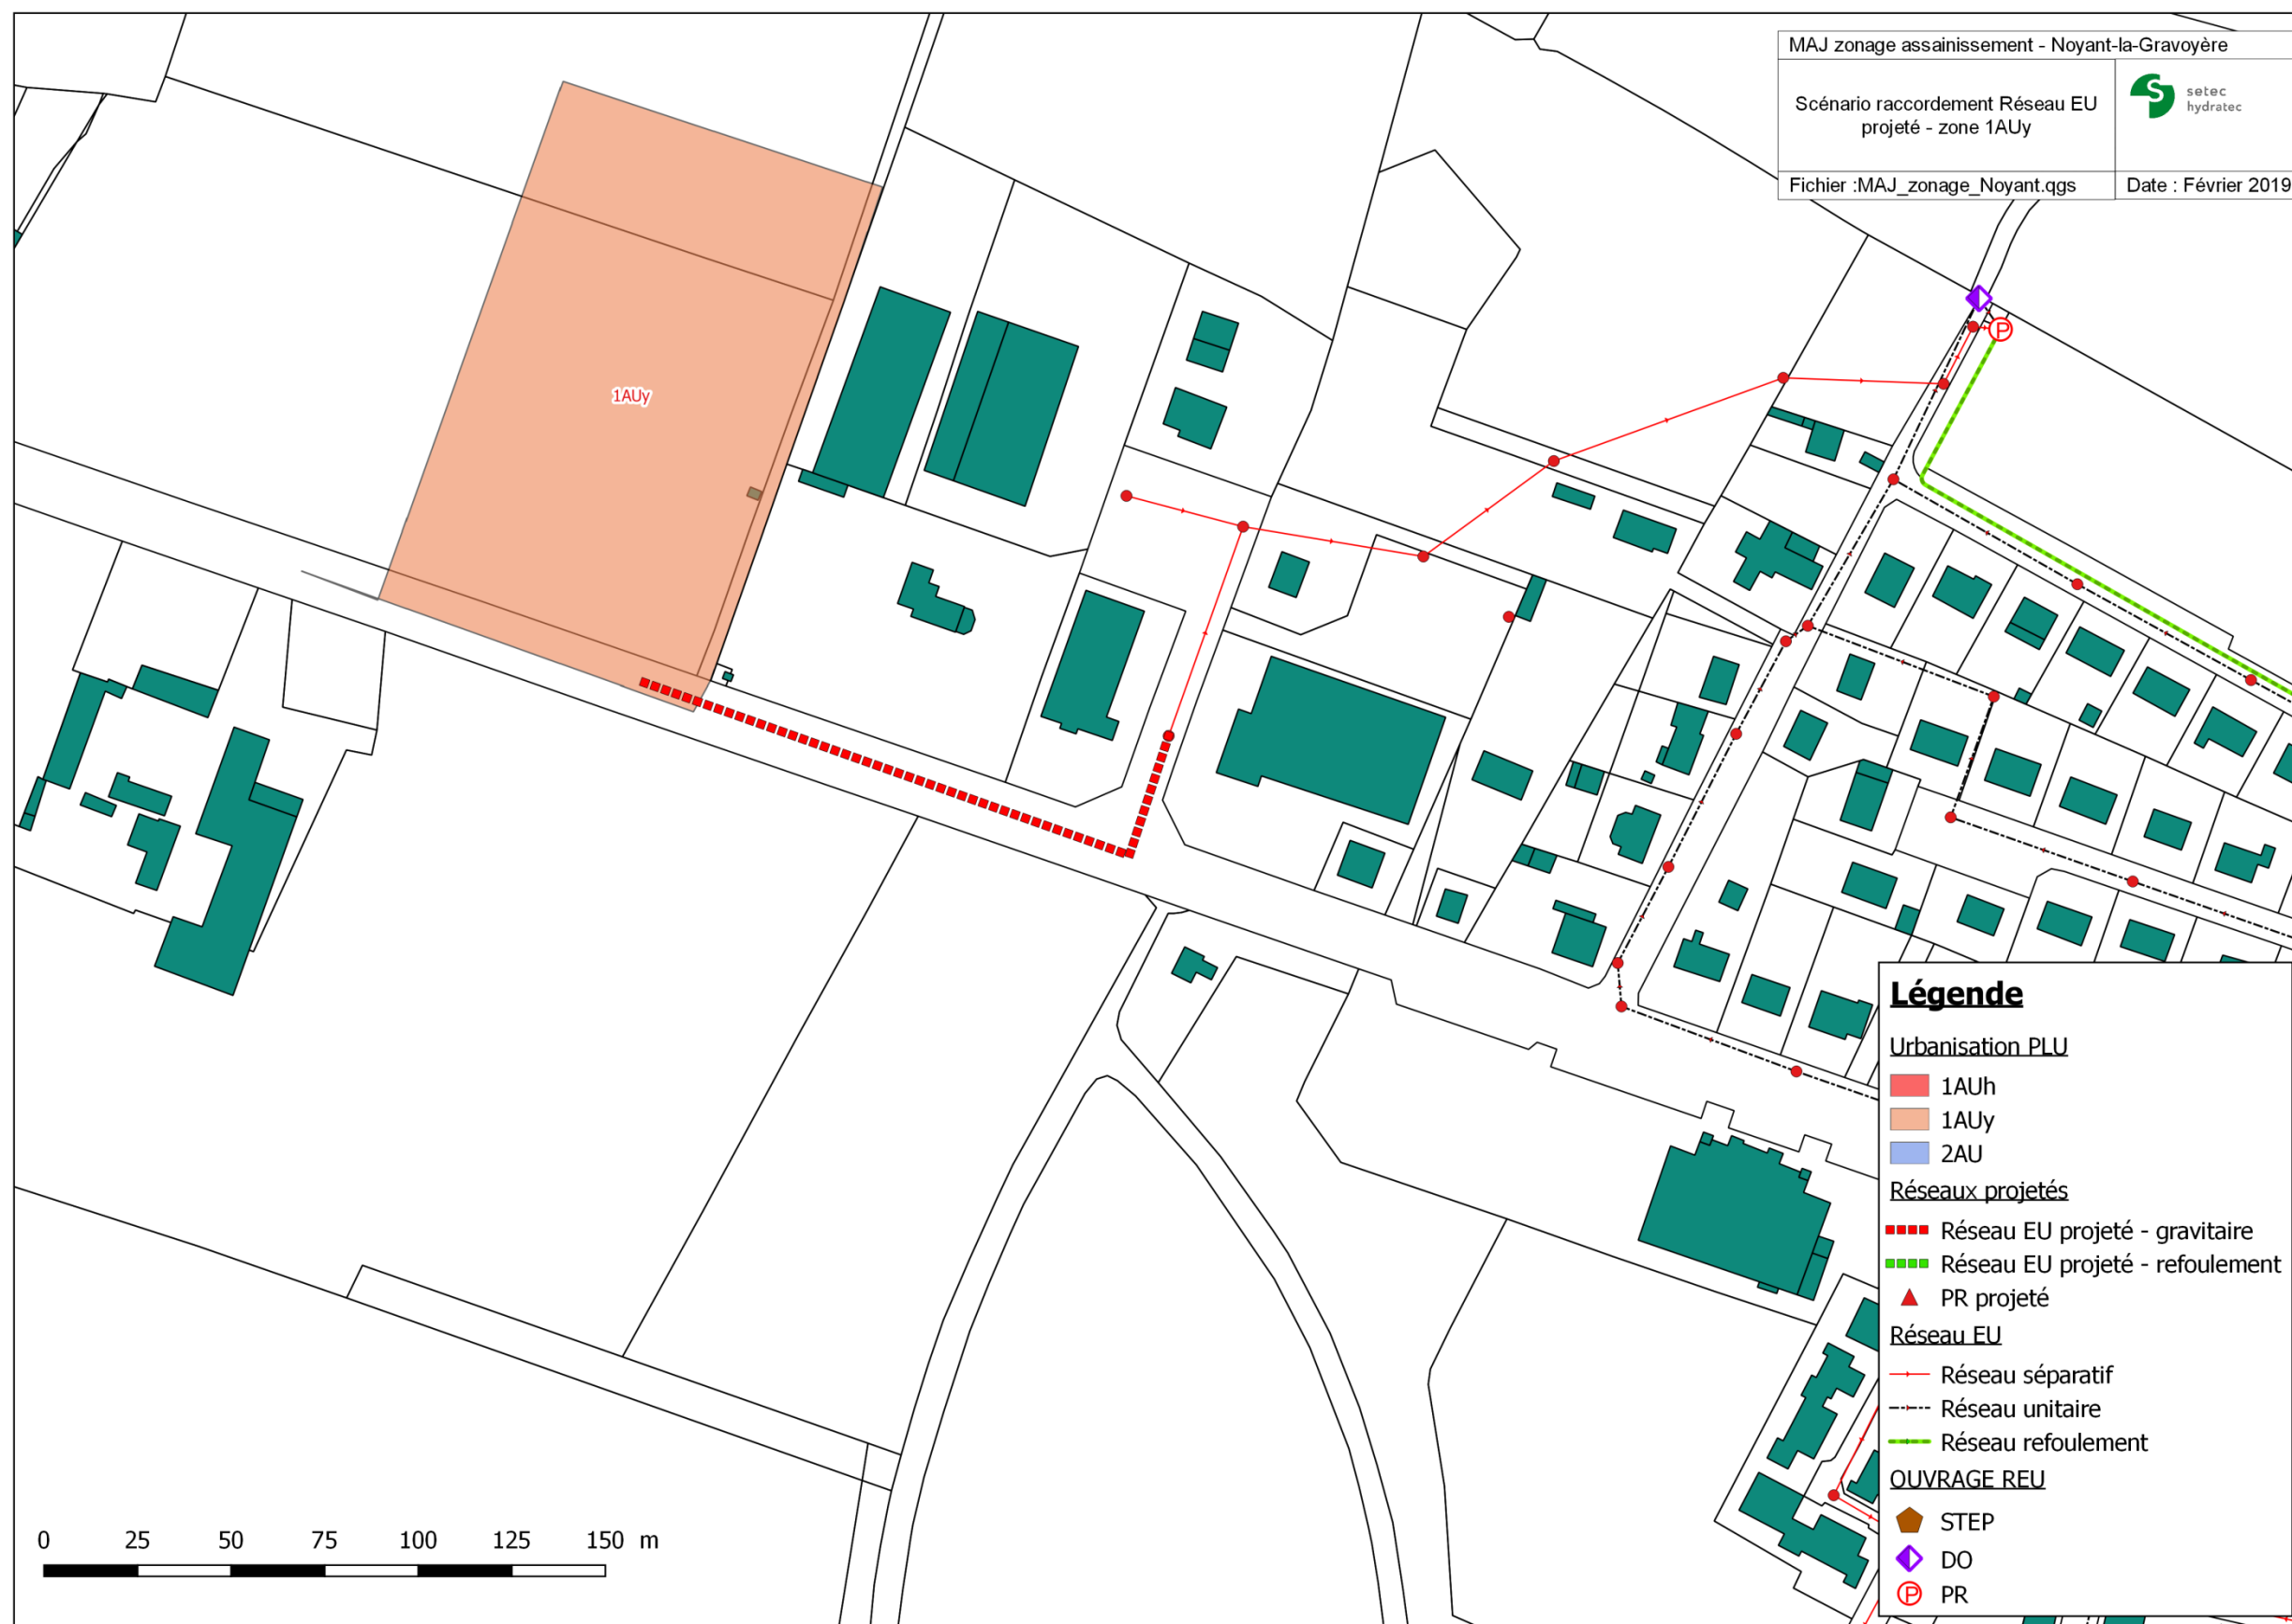 MAJ zonage assainissement - Noyant-la-Gravoyère
Scénario raccordement Réseau EU
projeté - zone 1AUy
S
setec
hydratec
Fichier :MAJ_zonage_Noyant.qgs
Date : Février 2019
P
1AUy
Légende
Urbanisation PLU
1AUh
1AUy
2AU
Réseaux projetés
Réseau EU projeté - gravitaire
Réseau EU projeté - refoulement
PR projeté
Réseau EU
Réseau séparatif
Réseau unitaire
Réseau refoulement
OUVRAGE REU
STEP
DO
P PR
0 25 50 75 100 125 150 m